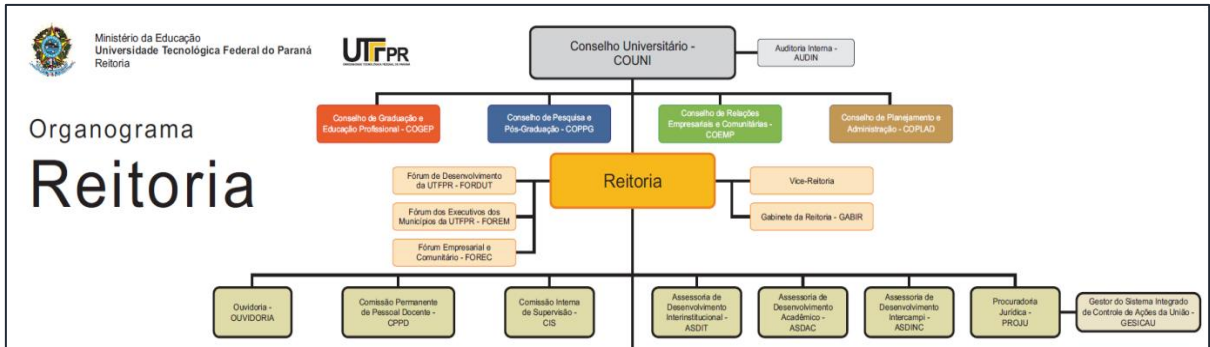 Ministério da Educação
Universidade Tecnológica Federal do Paraná
Reitoria
UTFPR
UNIVERSIDADE TECNOLÓGICA FEDERAL DO PARANÁ
Organograma
Reitoria
Conselho Universitário -
COUNI
Auditoria Interna -
AUDIN
Conselho de Graduação e
Educação Profissional - COGEP
Conselho de Pesquisa e
Pós-Graduação - COPPG
Conselho de Relações
Empresariais e Comunitárias -
COEMP
Conselho de Planejamento e
Administração - COPLAD
Reitoria
Fórum de Desenvolvimento
da UTFPR - FORDUT
Fórum dos Executivos dos
Municípios da UTFPR - FOREM
Fórum Empresarial e
Comunitário - FOREC
Vice-Reitoria
Gabinete da Reitoria - GABIR
Ouvidoria -
OUVIDORIA
Comissão Permanente
de Pessoal Docente -
CPPD
Comissão Interna
de Supervisão -
CIS
Assessoria de
Desenvolvimento
Interinstitucional -
ASDIT
Assessoria de
Desenvolvimento
Acadêmico -
ASDAC
Assessoria de
Desenvolvimento
Intercampi -
ASDINC
Procuradoria
Jurídica -
PROJU
Gestor do Sistema Integrado
de Controle de Ações da União -
GESICAU